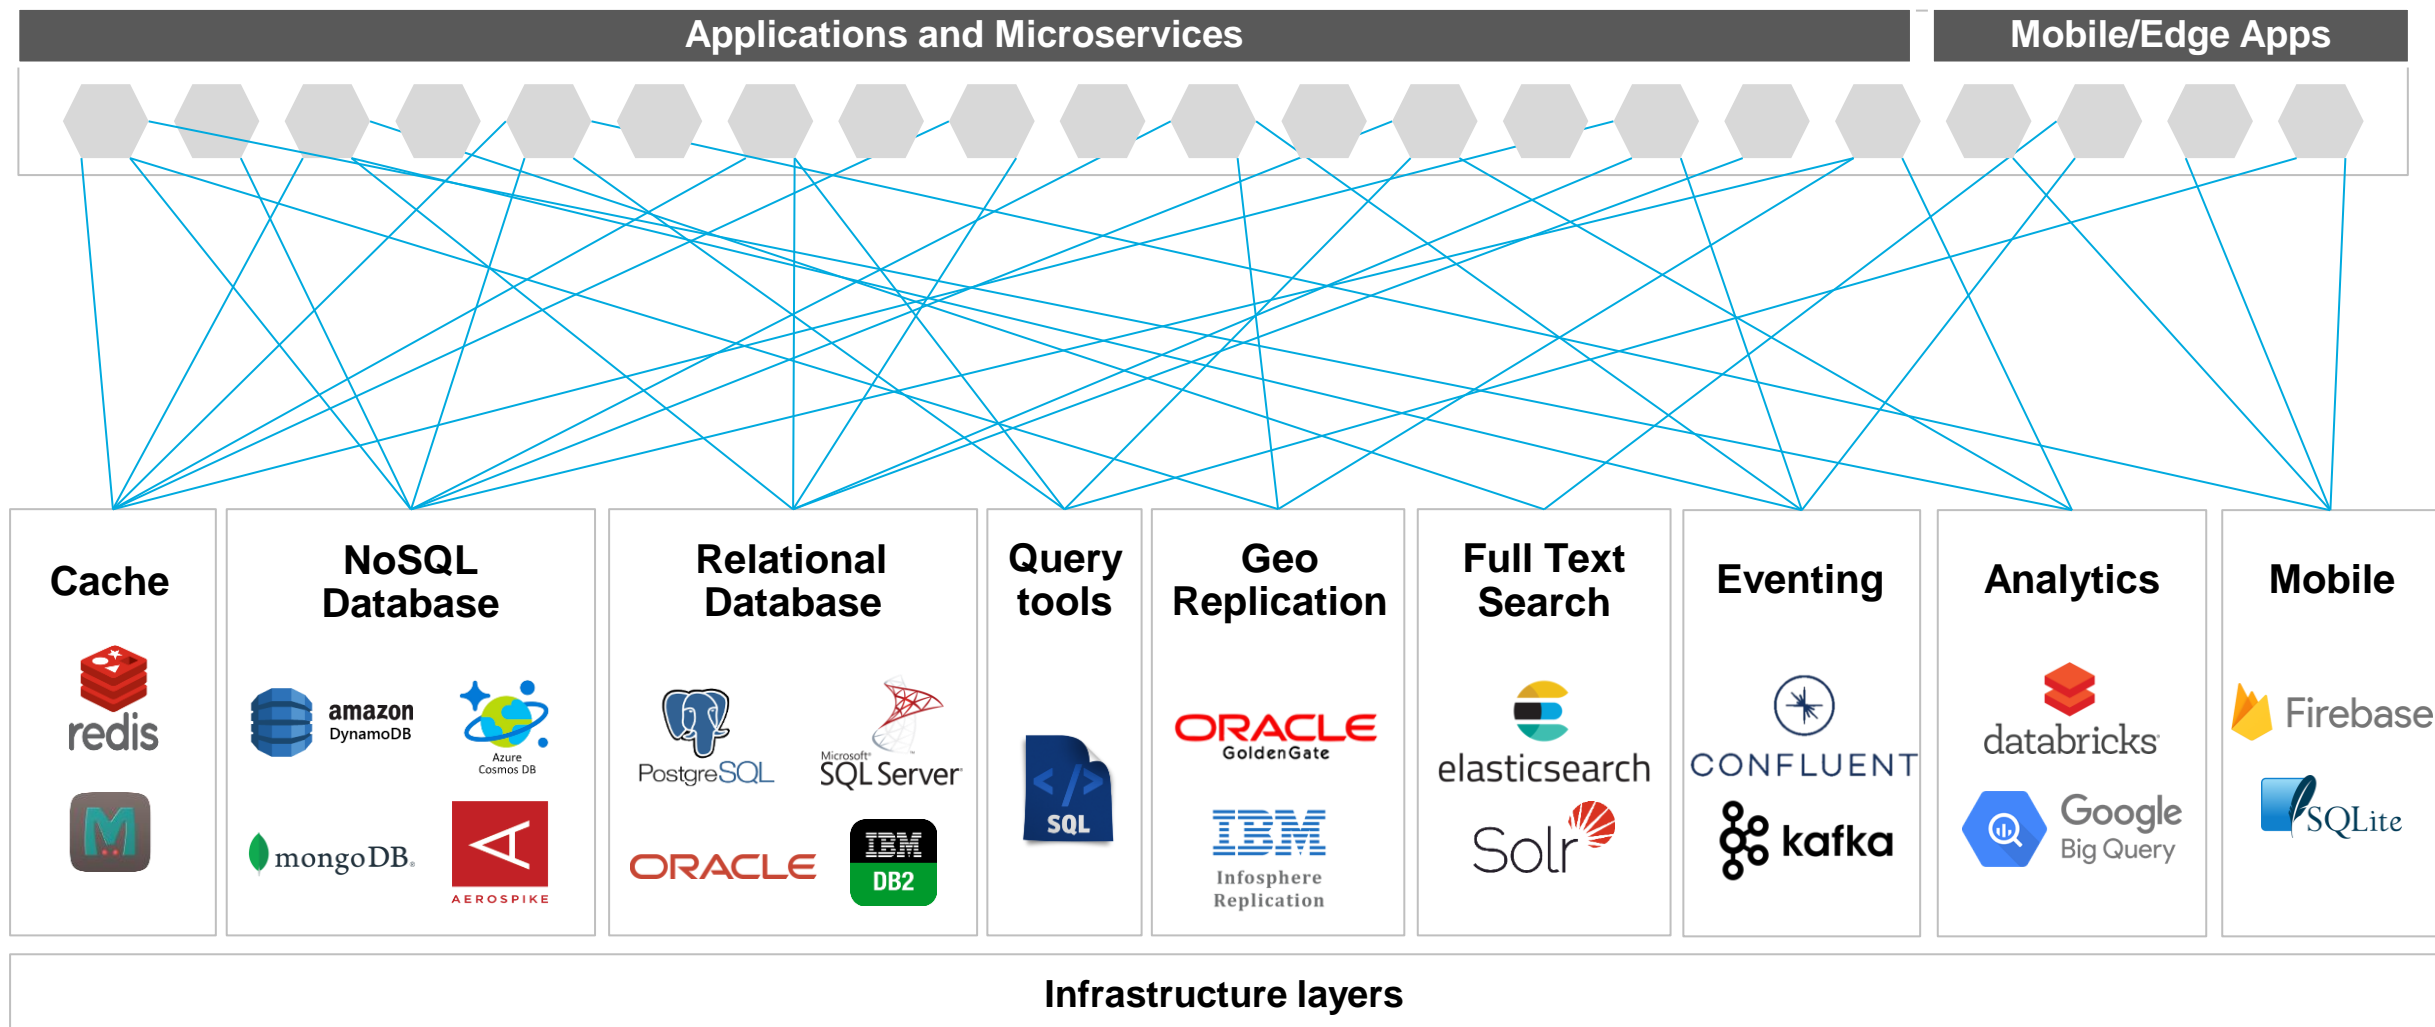 Applications and Microservices
Mobile/Edge Apps
Cache
redis
M
NoSQL
Database
amazon
DynamoDB
Azure
Cosmos DB
mongoDB®
AEROSPIKE
Relational
Database
PostgreSQL
Microsoft®
SQL Server®
ORACLE
IBM
DB2
Query
tools
</>
SQL
Geo
Replication
ORACLE
GoldenGate
IBM
Infosphere
Replication
Full Text
Search
elasticsearch
Solr
Eventing
CONFLUENT
kafka
Analytics
databricks
Google
Big Query
Mobile
Firebase
SQLite
Infrastructure layers